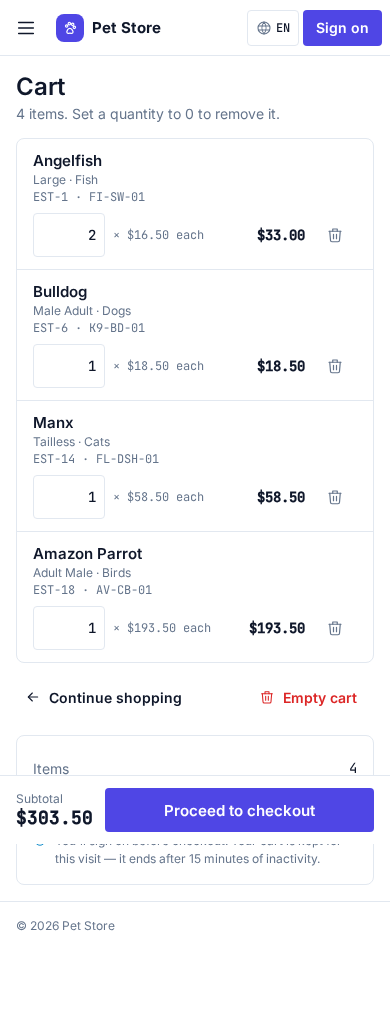 Pet Store
EN
Sign on
Cart
4 items. Set a quantity to 0 to remove it.
Angelfish
Large · Fish
EST-1 · FI-SW-01
2 × $16.50 each $33.00
Bulldog
Male Adult · Dogs
EST-6 · K9-BD-01
1 × $18.50 each $18.50
Manx
Tailless · Cats
EST-14 · FL-DSH-01
1 × $58.50 each $58.50
Amazon Parrot
Adult Male · Birds
EST-18 · AV-CB-01
1 × $193.50 each $193.50
Continue shopping
Empty cart
Items 4
Subtotal
$303.50
Proceed to checkout
this visit — it ends after 15 minutes of inactivity.
© 2026 Pet Store